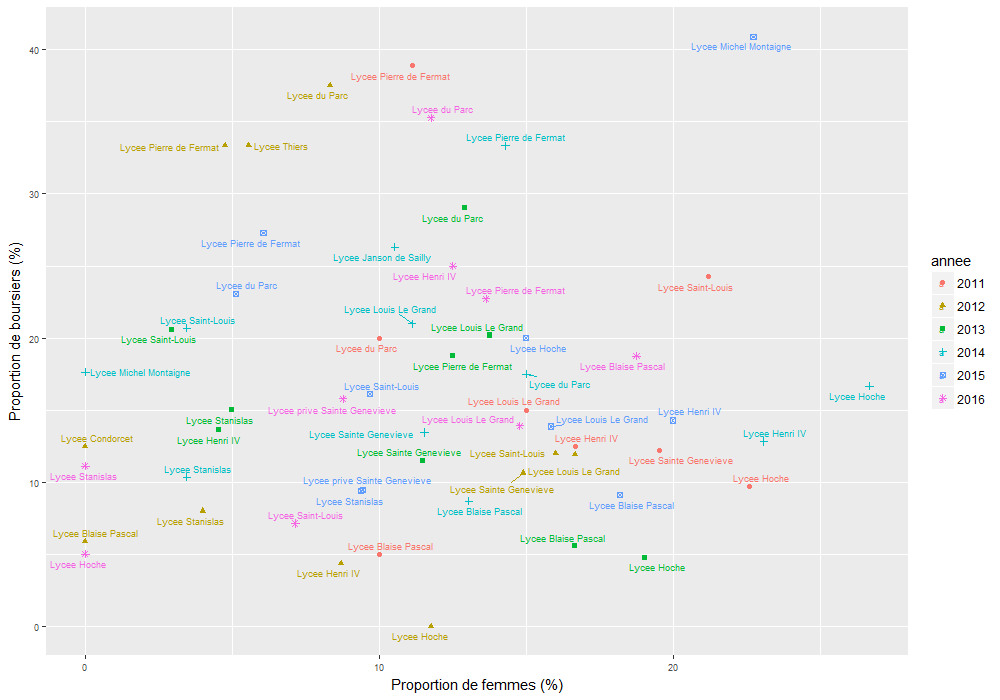 40
Lycee Michel Montaigne
Lycee Pierre de Fermat
Lycee du Parc
Lycee du Parc
Lycee Pierre de Fermat
Lycee Pierre de Fermat
Lycee Thiers
30
Lycee du Parc
Lycee Pierre de Fermat
Lycee Janson de Sailly
Lycee Henri IV
Lycee du Parc
Lycee Pierre de Fermat
Lycee Saint-Louis
Lycee Louis Le Grand
Lycee Saint-Louis
Lycee Louis Le Grand
20
Lycee Saint-Louis
Lycee du Parc
Lycee Hoche
Lycee Pierre de Fermat
Lycee Blaise Pascal
Lycee Michel Montaigne
Lycee du Parc
Lycee Saint-Louis
Lycee Hoche
Lycee Louis Le Grand
Lycee prive Sainte Genevieve
Lycee Henri IV
Lycee Stanislas
Lycee Louis Le Grand
Lycee Louis Le Grand
Lycee Condorcet
Lycee Henri IV
Lycee Sainte Genevieve
Lycee Henri IV
Lycee Henri IV
Lycee Sainte Genevieve
Lycee Saint-Louis
Lycee Sainte Genevieve
Lycee Stanislas
Lycee Stanislas
Lycee Louis Le Grand
Lycee prive Sainte Genevieve
Lycee Hoche
10
Lycee Sainte Genevieve
Lycee Stanislas
Lycee Blaise Pascal
Lycee Saint-Louis
Lycee Blaise Pascal
Lycee Stanislas
Lycee Blaise Pascal
Lycee Blaise Pascal
Lycee Blaise Pascal
Lycee Hoche
Lycee Henri IV
Lycee Hoche
0
Lycee Hoche
0
10
20
Proportion de femmes (%)
Proportion de boursiers (%)
annee
2011
2012
2013
2014
2015
2016